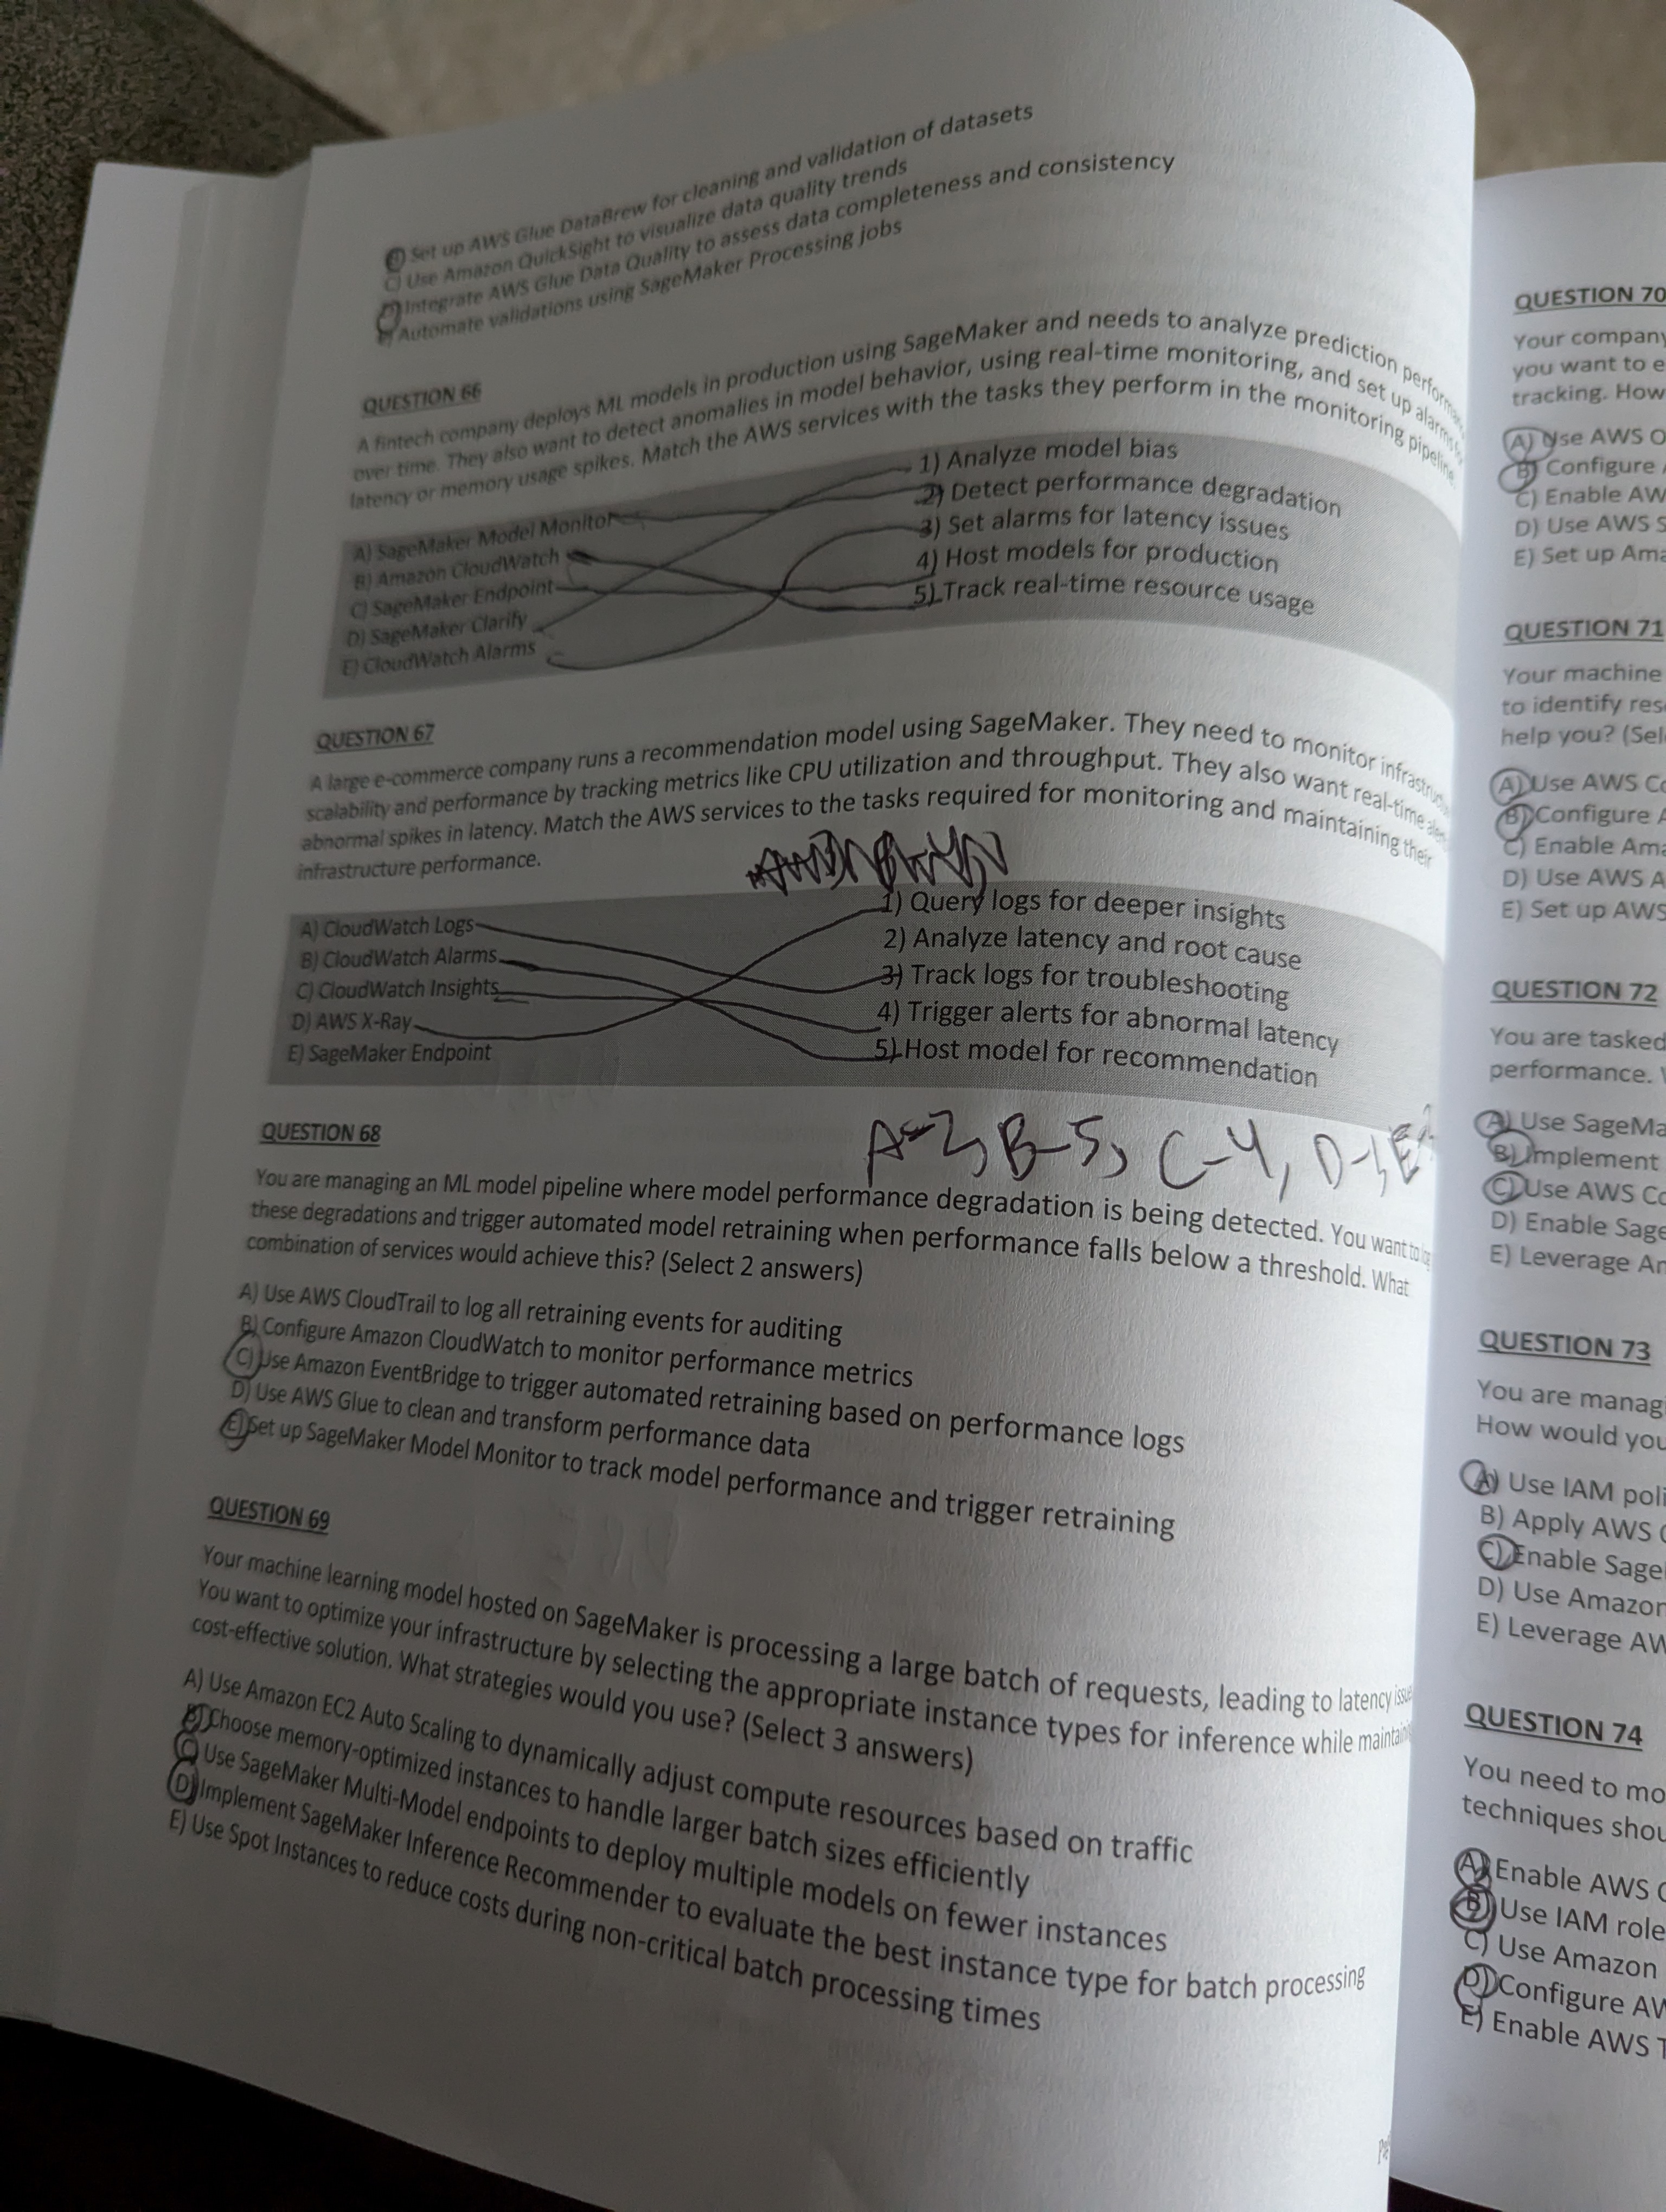 B) Set up AWS Glue DataBrew for cleaning and validation of datasets
C) Use Amazon QuickSight to visualize data quality trends
D) Integrate AWS Glue Data Quality to assess data completeness and consistency
E) Automate validations using SageMaker Processing jobs
QUESTION 66
A fintech company deploys ML models in production using SageMaker and needs to analyze prediction
over time. They also want to detect anomalies in model behavior, using real-time monitoring, and set up alarms
latency or memory usage spikes. Match the AWS services with the tasks they perform in the monitoring pipeline.
A) SageMaker Model Monitor
B) Amazon CloudWatch
C) SageMaker Endpoint
D) SageMaker Clarify
E) CloudWatch Alarms
1) Analyze model bias
2) Detect performance degradation
3) Set alarms for latency issues
4) Host models for production
5) Track real-time resource usage
QUESTION 67
A large e-commerce company runs a recommendation model using SageMaker. They need to monitor
scalability and performance by tracking metrics like CPU utilization and throughput. They also want real-time
abnormal spikes in latency. Match the AWS services to the tasks required for monitoring and maintaining their
infrastructure performance.
A) CloudWatch Logs
B) CloudWatch Alarms
C) CloudWatch Insights
D) AWS X-Ray
E) SageMaker Endpoint
1) Query logs for deeper insights
2) Analyze latency and root cause
3) Track logs for troubleshooting
4) Trigger alerts for abnormal latency
5) Host model for recommendation
A-3, B-5, C-4, D-1, E
QUESTION 68
You are managing an ML model pipeline where model performance degradation is being detected. You want to
these degradations and trigger automated model retraining when performance falls below a threshold. What
combination of services would achieve this? (Select 2 answers)
A) Use AWS CloudTrail to log all retraining events for auditing
B) Configure Amazon CloudWatch to monitor performance metrics
C) Use Amazon EventBridge to trigger automated retraining based on performance logs
D) Use AWS Glue to clean and transform performance data
E) Set up SageMaker Model Monitor to track model performance and trigger retraining
QUESTION 69
Your machine learning model hosted on SageMaker is processing a large batch of requests, leading to latency
You want to optimize your infrastructure by selecting the appropriate instance types for inference while
cost-effective solution. What strategies would you use? (Select 3 answers)
A) Use Amazon EC2 Auto Scaling to dynamically adjust compute resources based on traffic
B) Choose memory-optimized instances to handle larger batch sizes efficiently
C) Use SageMaker Multi-Model endpoints to deploy multiple models on fewer instances
D) Implement SageMaker Inference Recommender to evaluate the best instance type for batch processing
E) Use Spot Instances to reduce costs during non-critical batch processing times
QUESTION 70
Your company
you want to e
tracking. How
A) Use AWS C
B) Configure
C) Enable AW
D) Use AWS S
E) Set up Ama
QUESTION 71
Your machine
to identify res
help you? (Sel
A) Use AWS Co
B) Configure A
C) Enable Ama
D) Use AWS A
E) Set up AWS
QUESTION 72
You are tasked
performance.
A) Use SageMa
B) Implement
C) Use AWS Co
D) Enable Sage
E) Leverage Am
QUESTION 73
You are manag
How would you
A) Use IAM poli
B) Apply AWS
C) Enable Sage
D) Use Amazon
E) Leverage AW
QUESTION 74
You need to mo
techniques shou
A) Enable AWS C
B) Use IAM role
C) Use Amazon
D) Configure AW
E) Enable AWS T